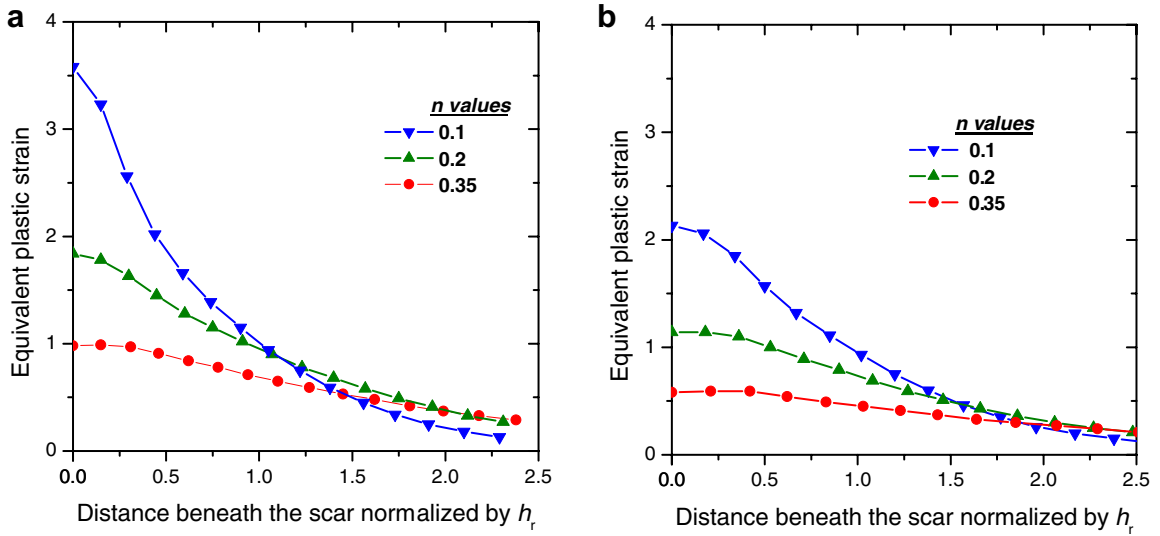 a
4
3
2
1
0
Equivalent plastic strain
n values
0.1
0.2
0.35
0.0 0.5 1.0 1.5 2.0 2.5
Distance beneath the scar normalized by hr
b
4
3
2
1
0
Equivalent plastic strain
n values
0.1
0.2
0.35
0.0 0.5 1.0 1.5 2.0 2.5
Distance beneath the scar normalized by hr